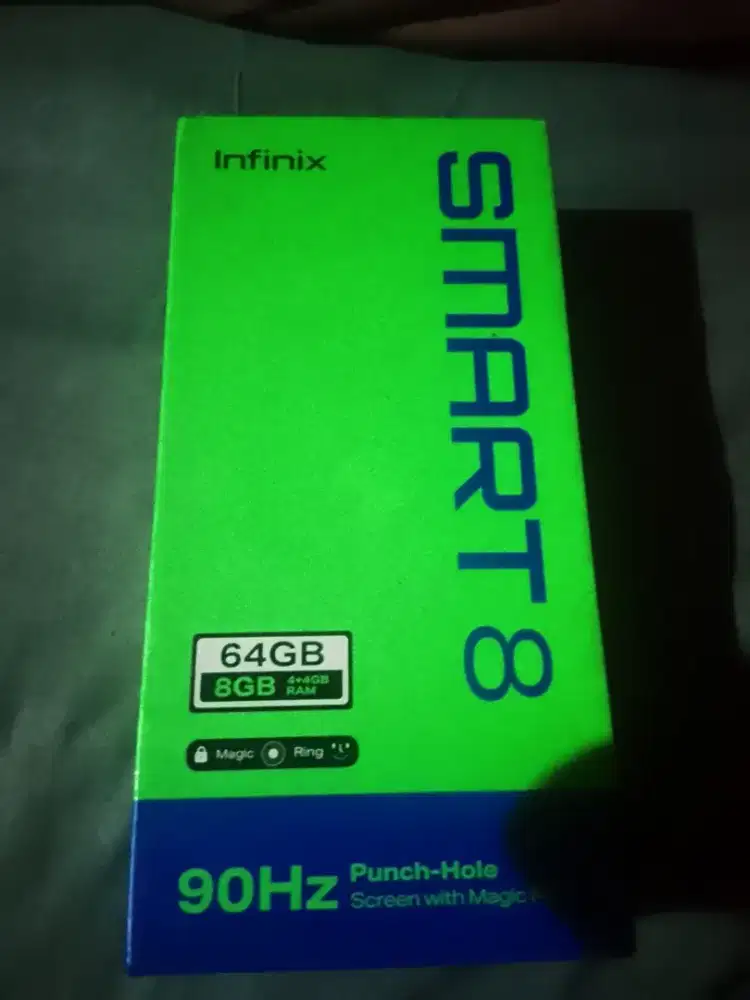 Infinix
SMART 8
64GB
8GB 4+4GB
RAM
Magic Ring
90Hz Punch-Hole
Screen with Magic